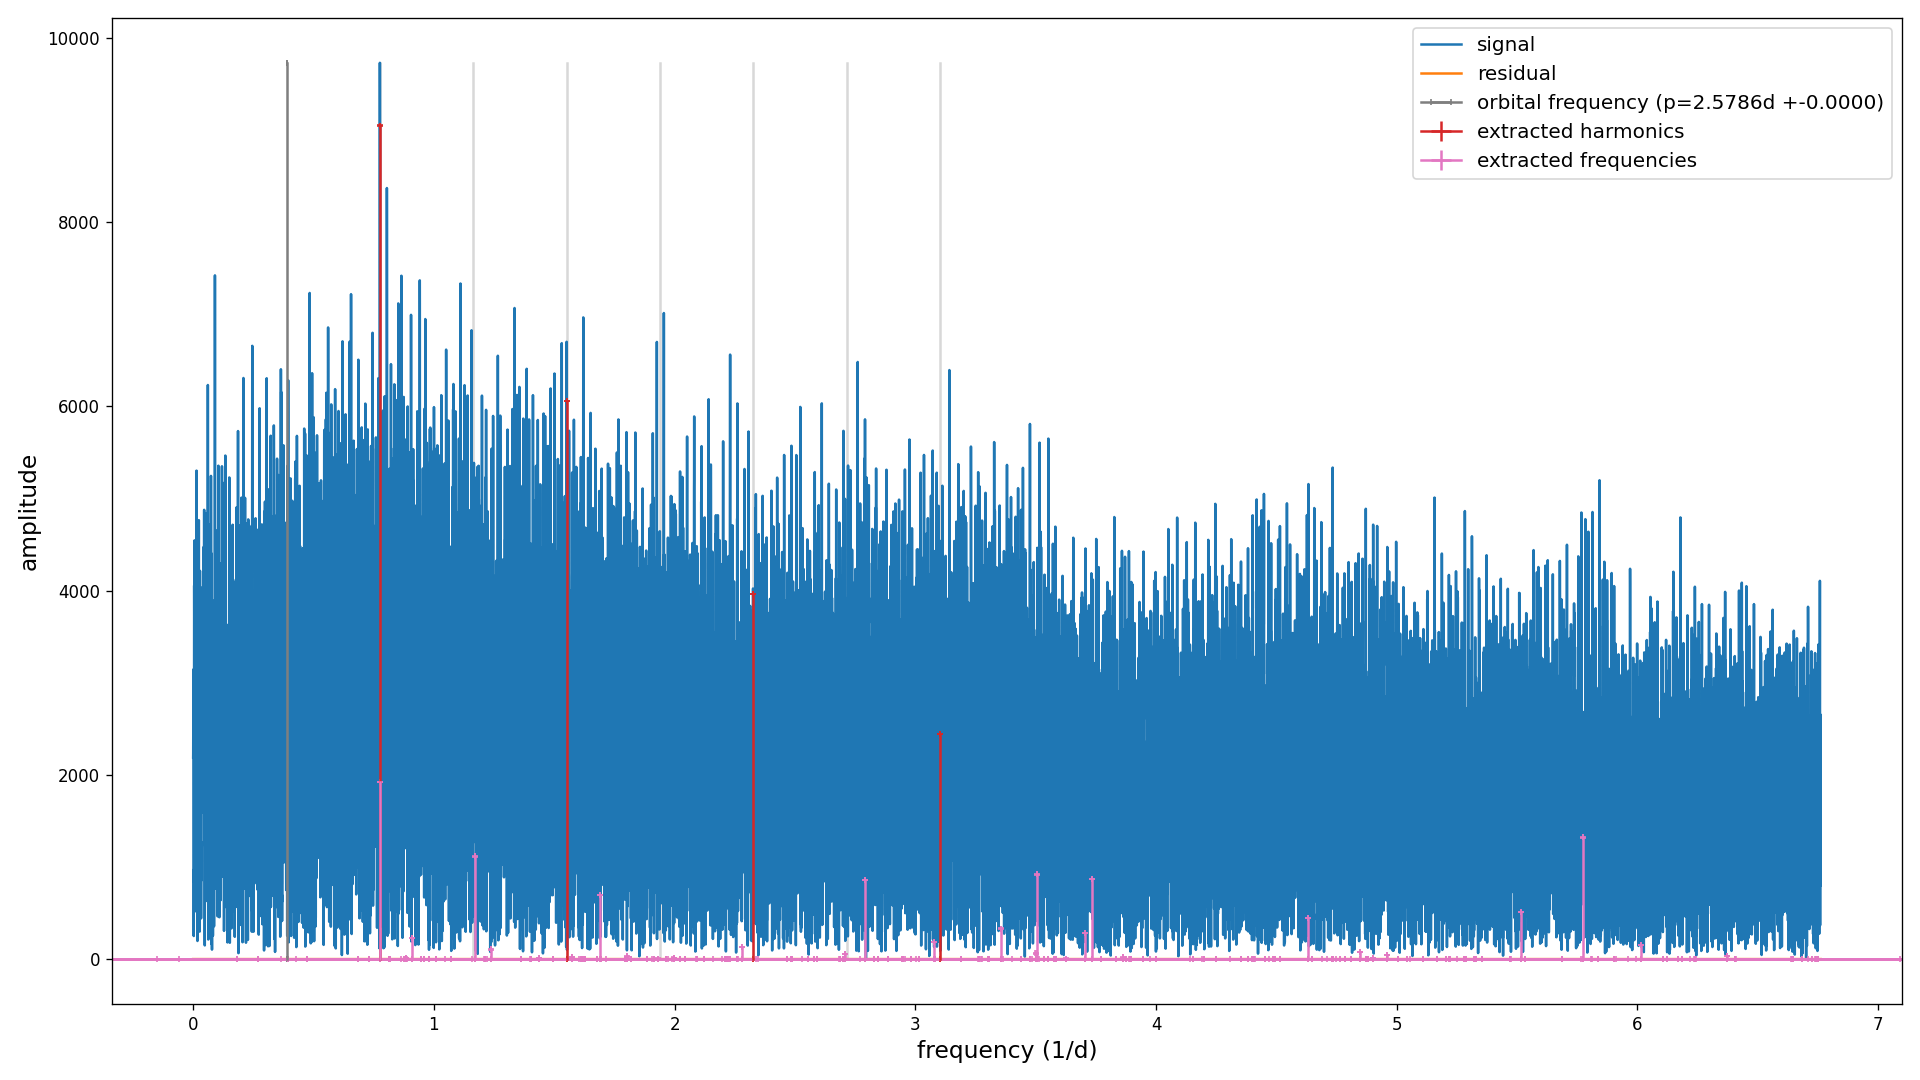 10000
8000
6000
4000
2000
0
amplitude
signal
residual
orbital frequency (p=2.5786d +-0.0000)
extracted harmonics
extracted frequencies
0 1 2 3 4 5 6 7
frequency (1/d)